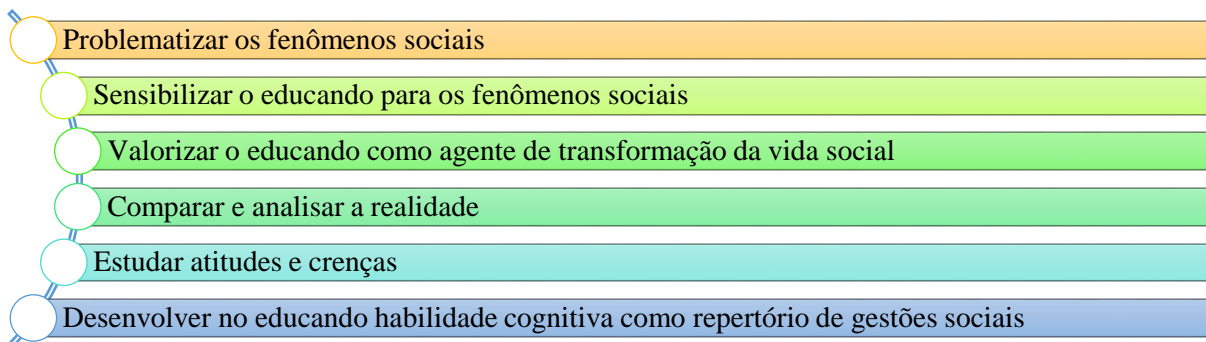 Problematizar os fenômenos sociais
Sensibilizar o educando para os fenômenos sociais
Valorizar o educando como agente de transformação da vida social
Comparar e analisar a realidade
Estudar atitudes e crenças
Desenvolver no educando habilidade cognitiva como repertório de gestões sociais